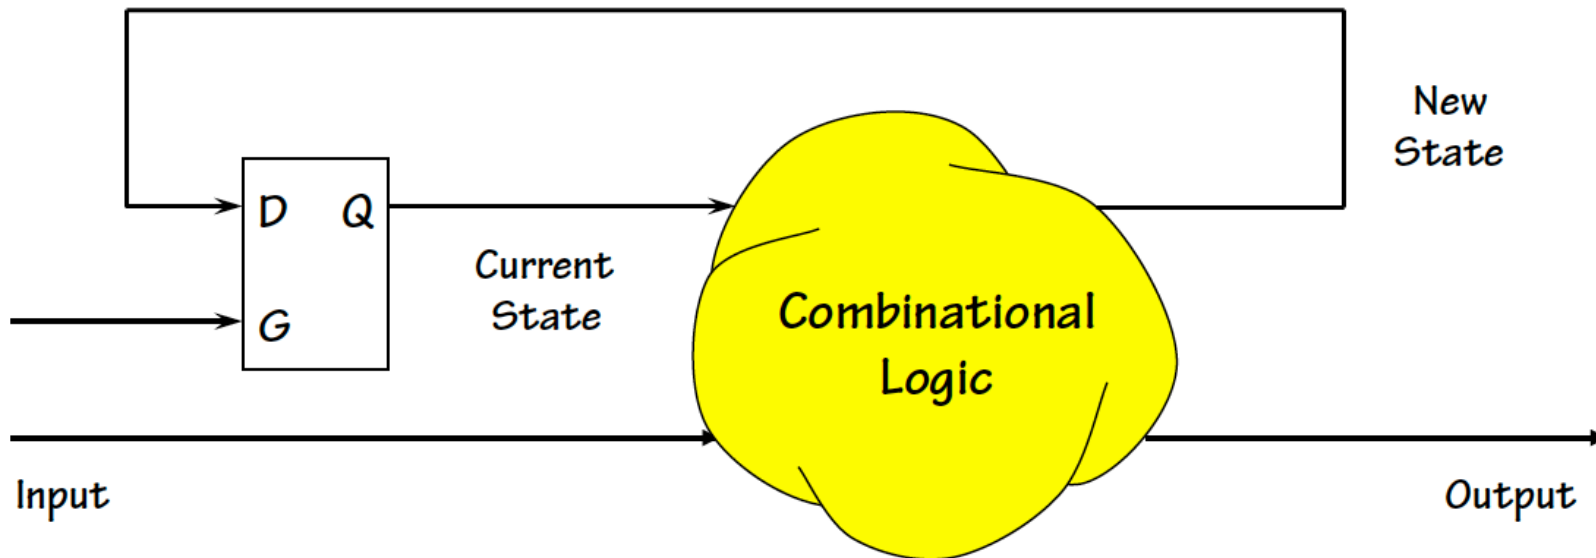 New
State
D Q
Current
State
G
Combinational
Logic
Input
Output